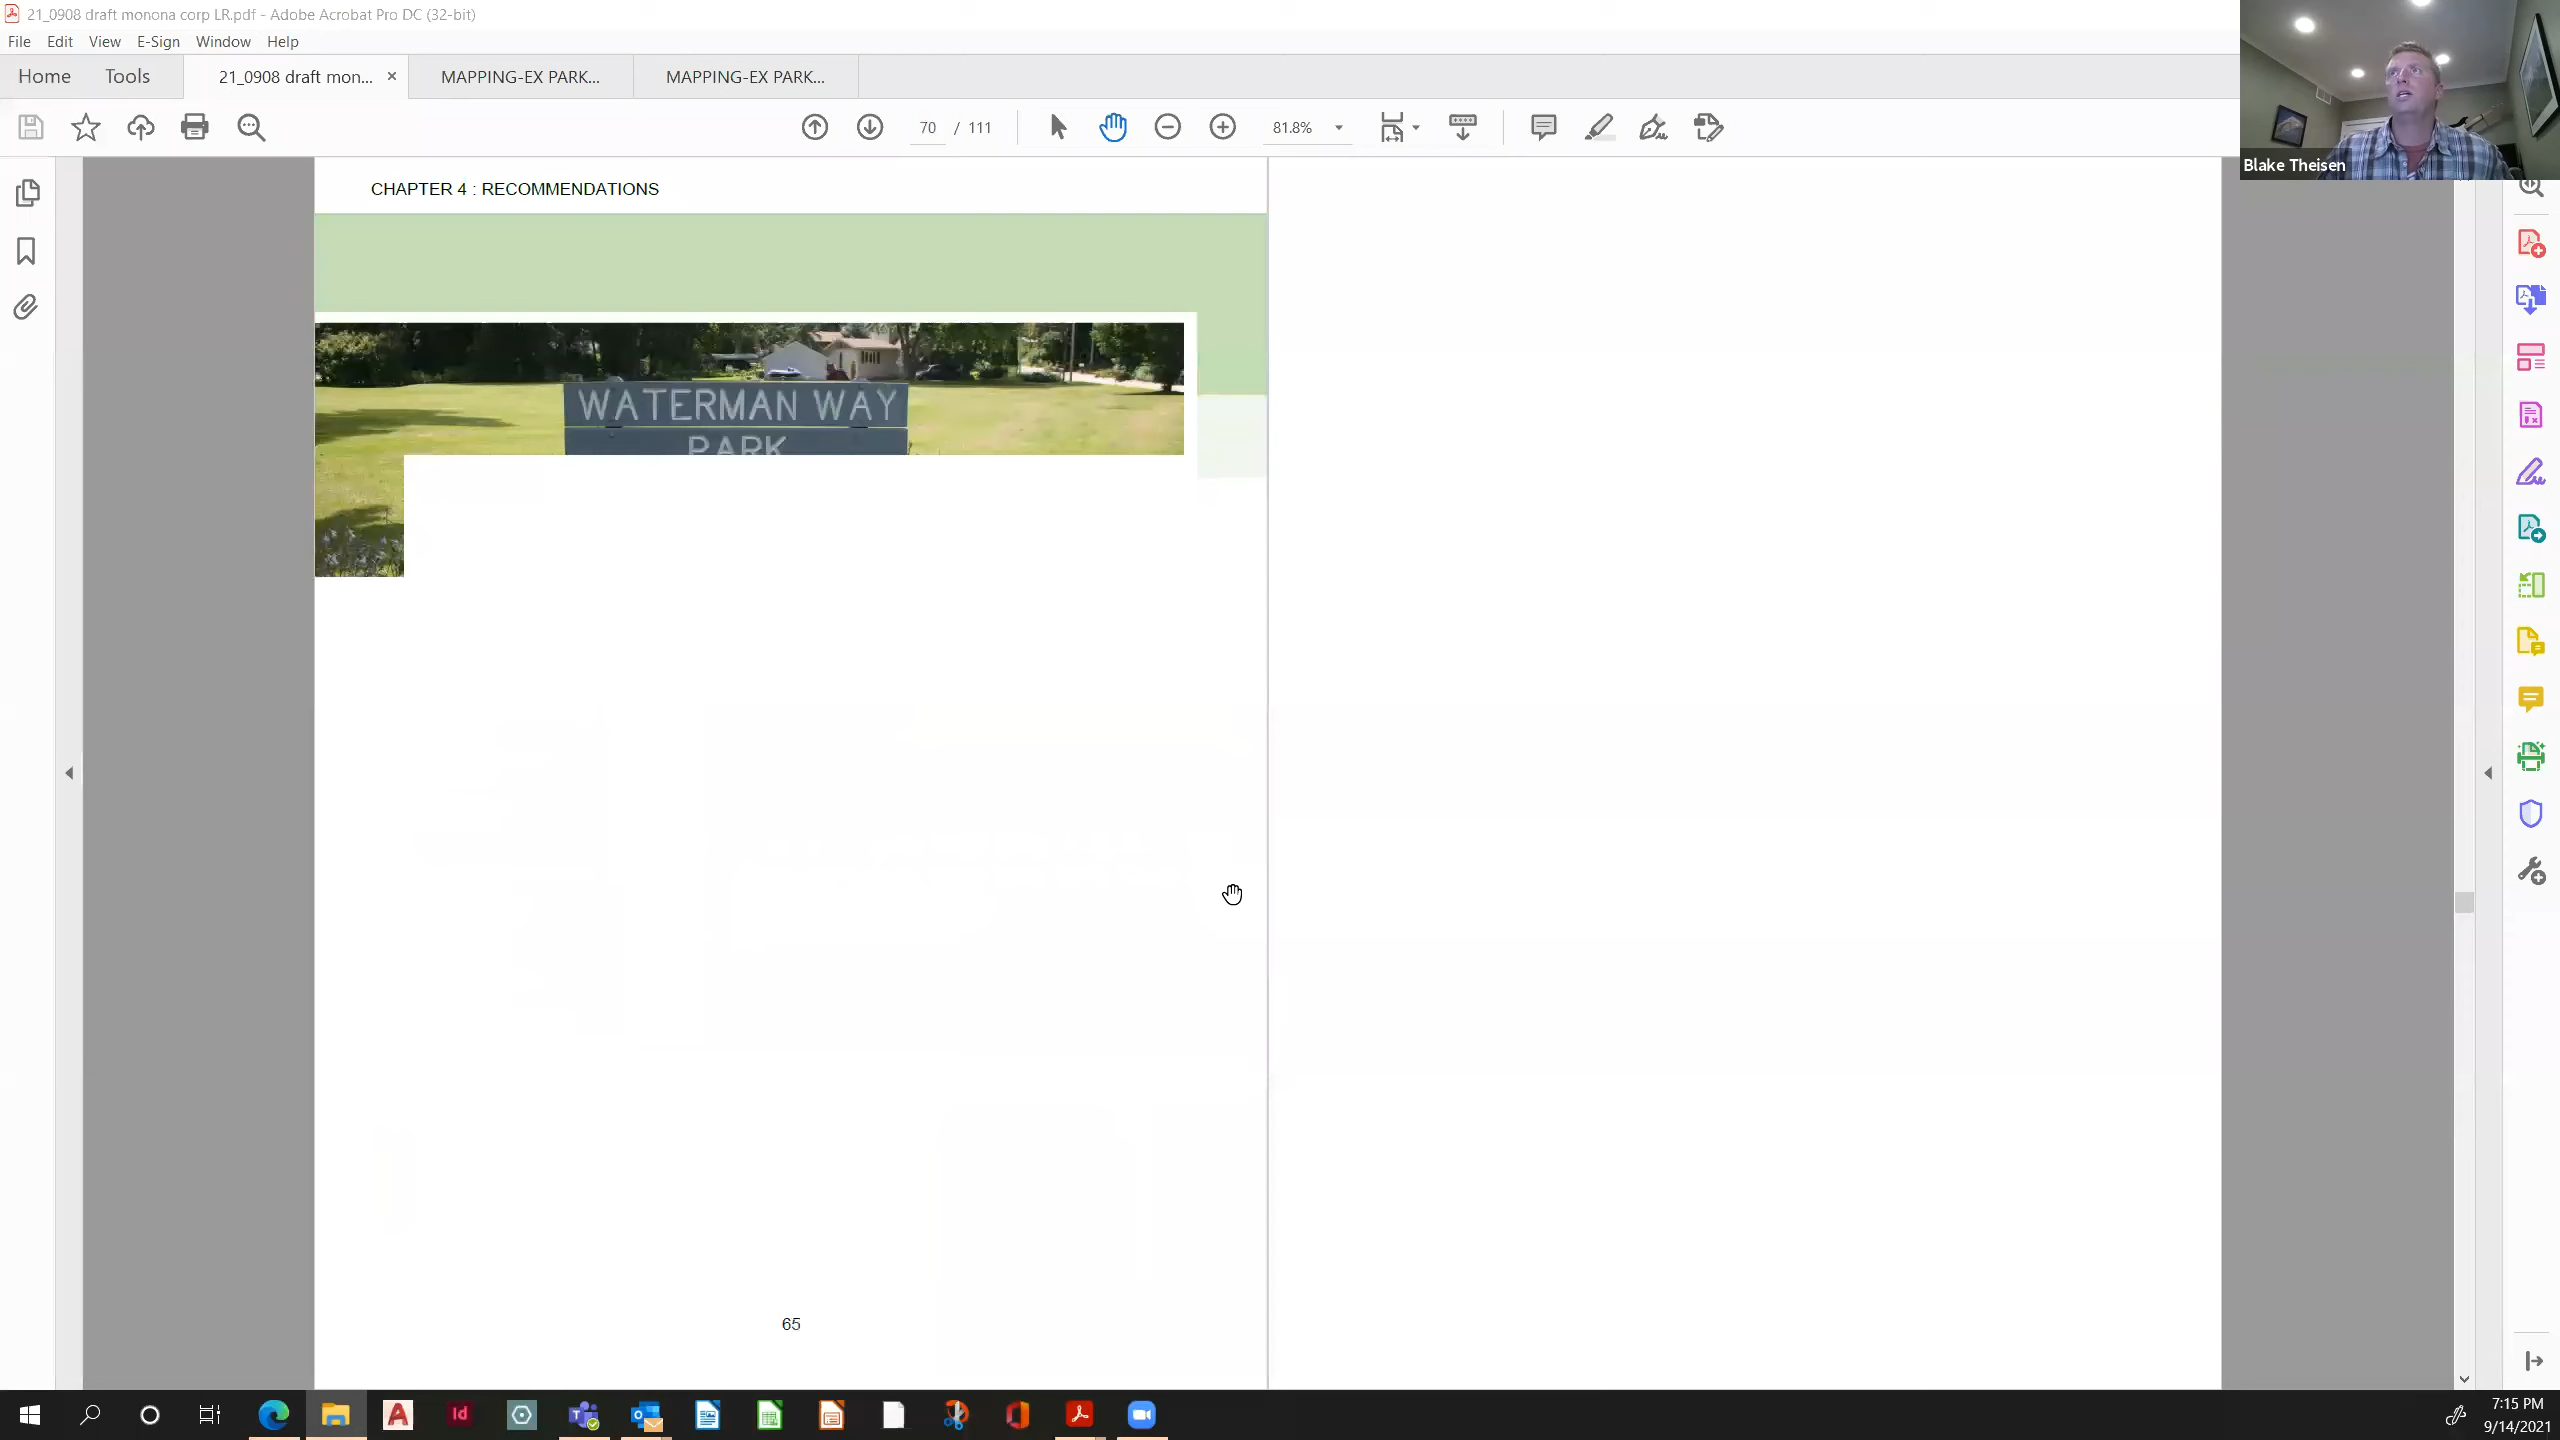 21_0908 draft monona corp LR.pdf - Adobe Acrobat Pro DC (32-bit)
File Edit View E-Sign Window Help
Home Tools 21_0908 draft mon... × MAPPING-EX PARK... MAPPING-EX PARK...
70 / 111 81.8%
Blake Theisen
CHAPTER 4 : RECOMMENDATIONS
WATERMAN WAY
PARK
65
Id
7:15 PM
9/14/2021